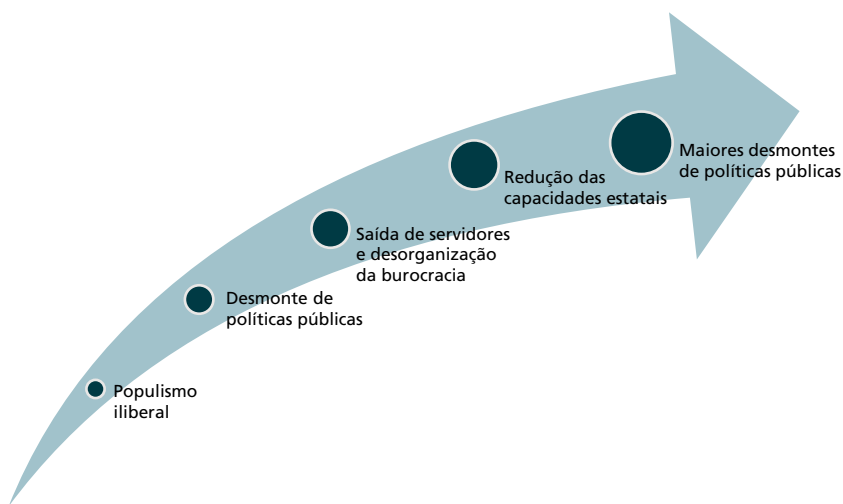 Populismo
iliberal
Desmonte de
políticas públicas
Saída de servidores
e desorganização
da burocracia
Redução das
capacidades estatais
Maiores desmontes
de políticas públicas